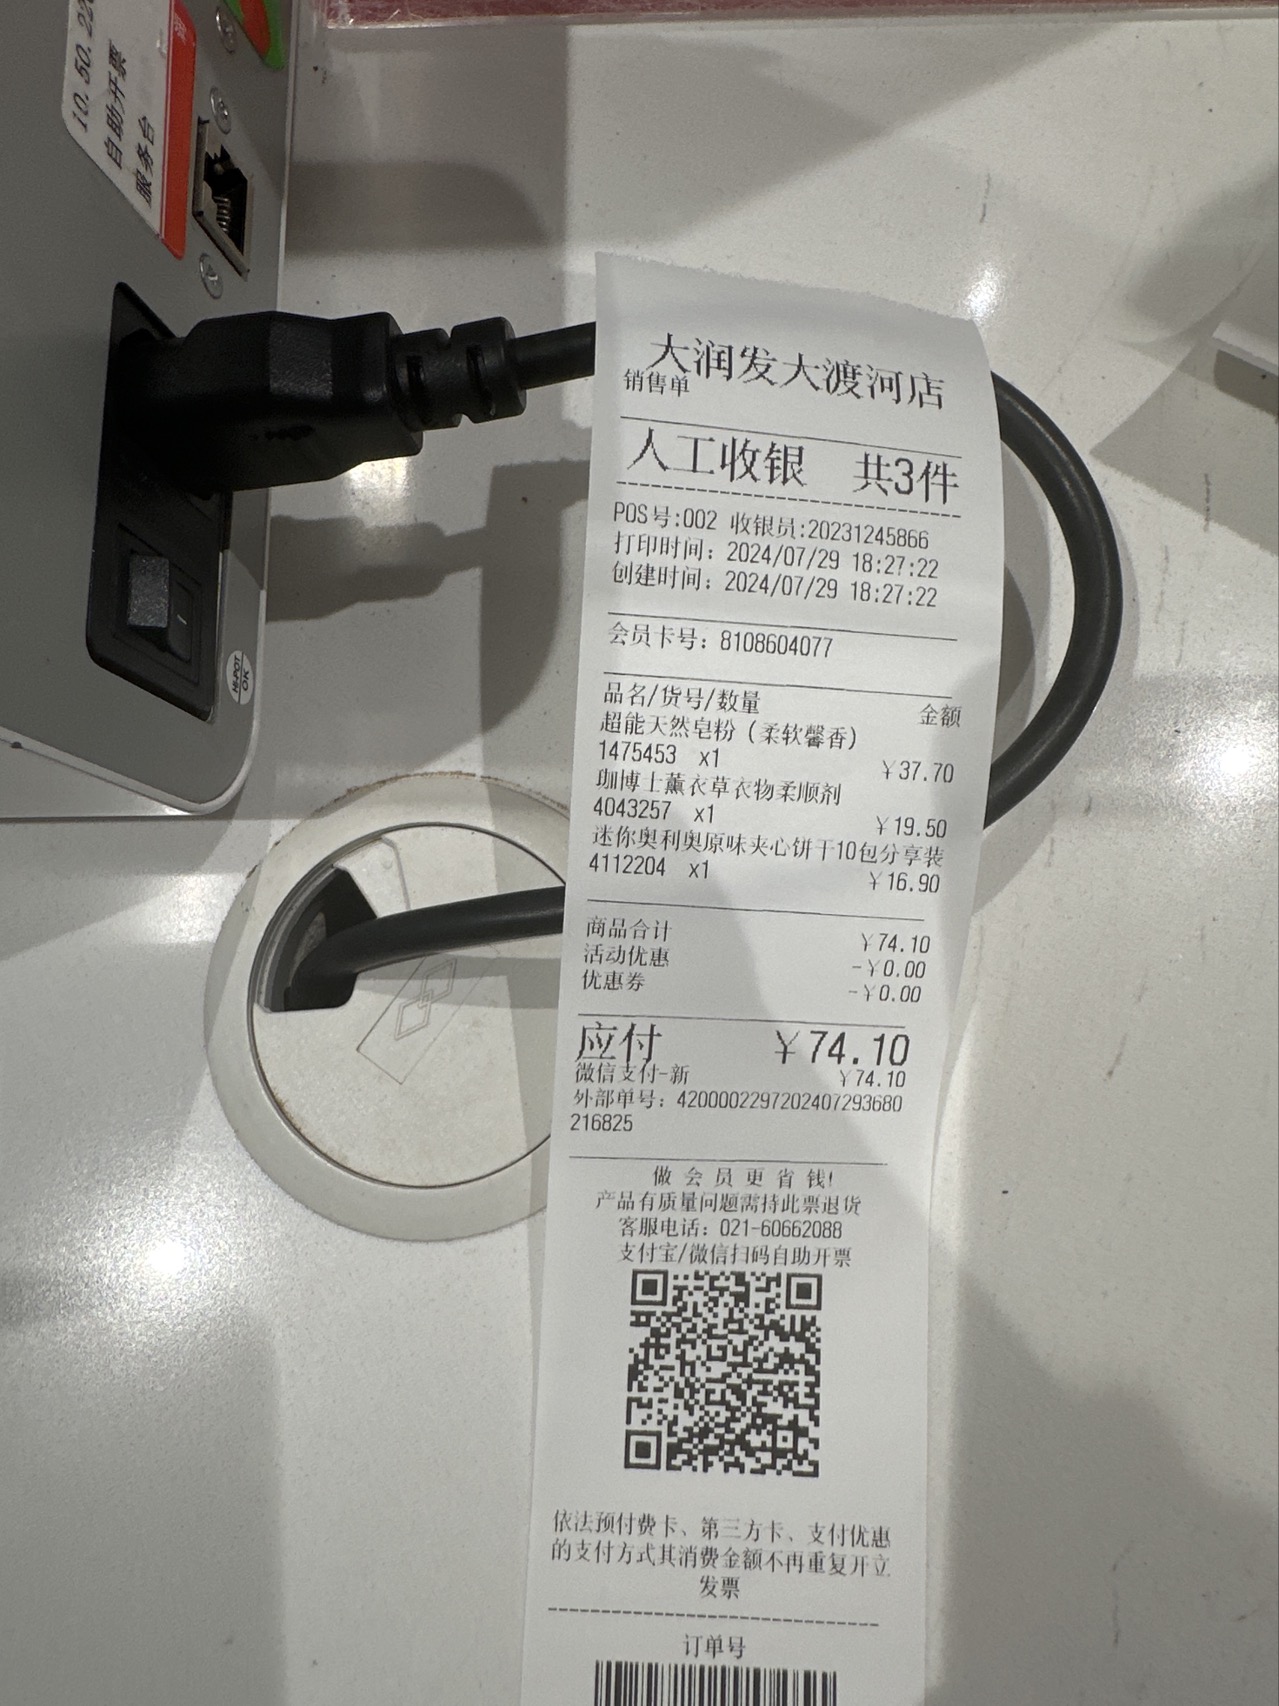 10.50.22
自助开票
服务台
HI-POT
OK
大润发大渡河店
销售单
人工收银 共3件
POS号:002 收银员:20231245866
打印时间：2024/07/29 18:27:22
创建时间：2024/07/29 18:27:22
会员卡号：8108604077
品名/货号/数量 金额
超能天然皂粉（柔软馨香）
1475453 x1 ￥37.70
珈博士薰衣草衣物柔顺剂
4043257 x1 ￥19.50
迷你奥利奥原味夹心饼干10包分享装
4112204 x1 ￥16.90
商品合计 ￥74.10
活动优惠 -￥0.00
优惠券 -￥0.00
应付 ￥74.10
微信支付-新 ￥74.10
外部单号：4200002297202407293680
216825
做会员更省钱!
产品有质量问题需持此票退货
客服电话：021-60662088
支付宝/微信扫码自助开票
依法预付费卡、第三方卡、支付优惠
的支付方式其消费金额不再重复开立
发票
订单号